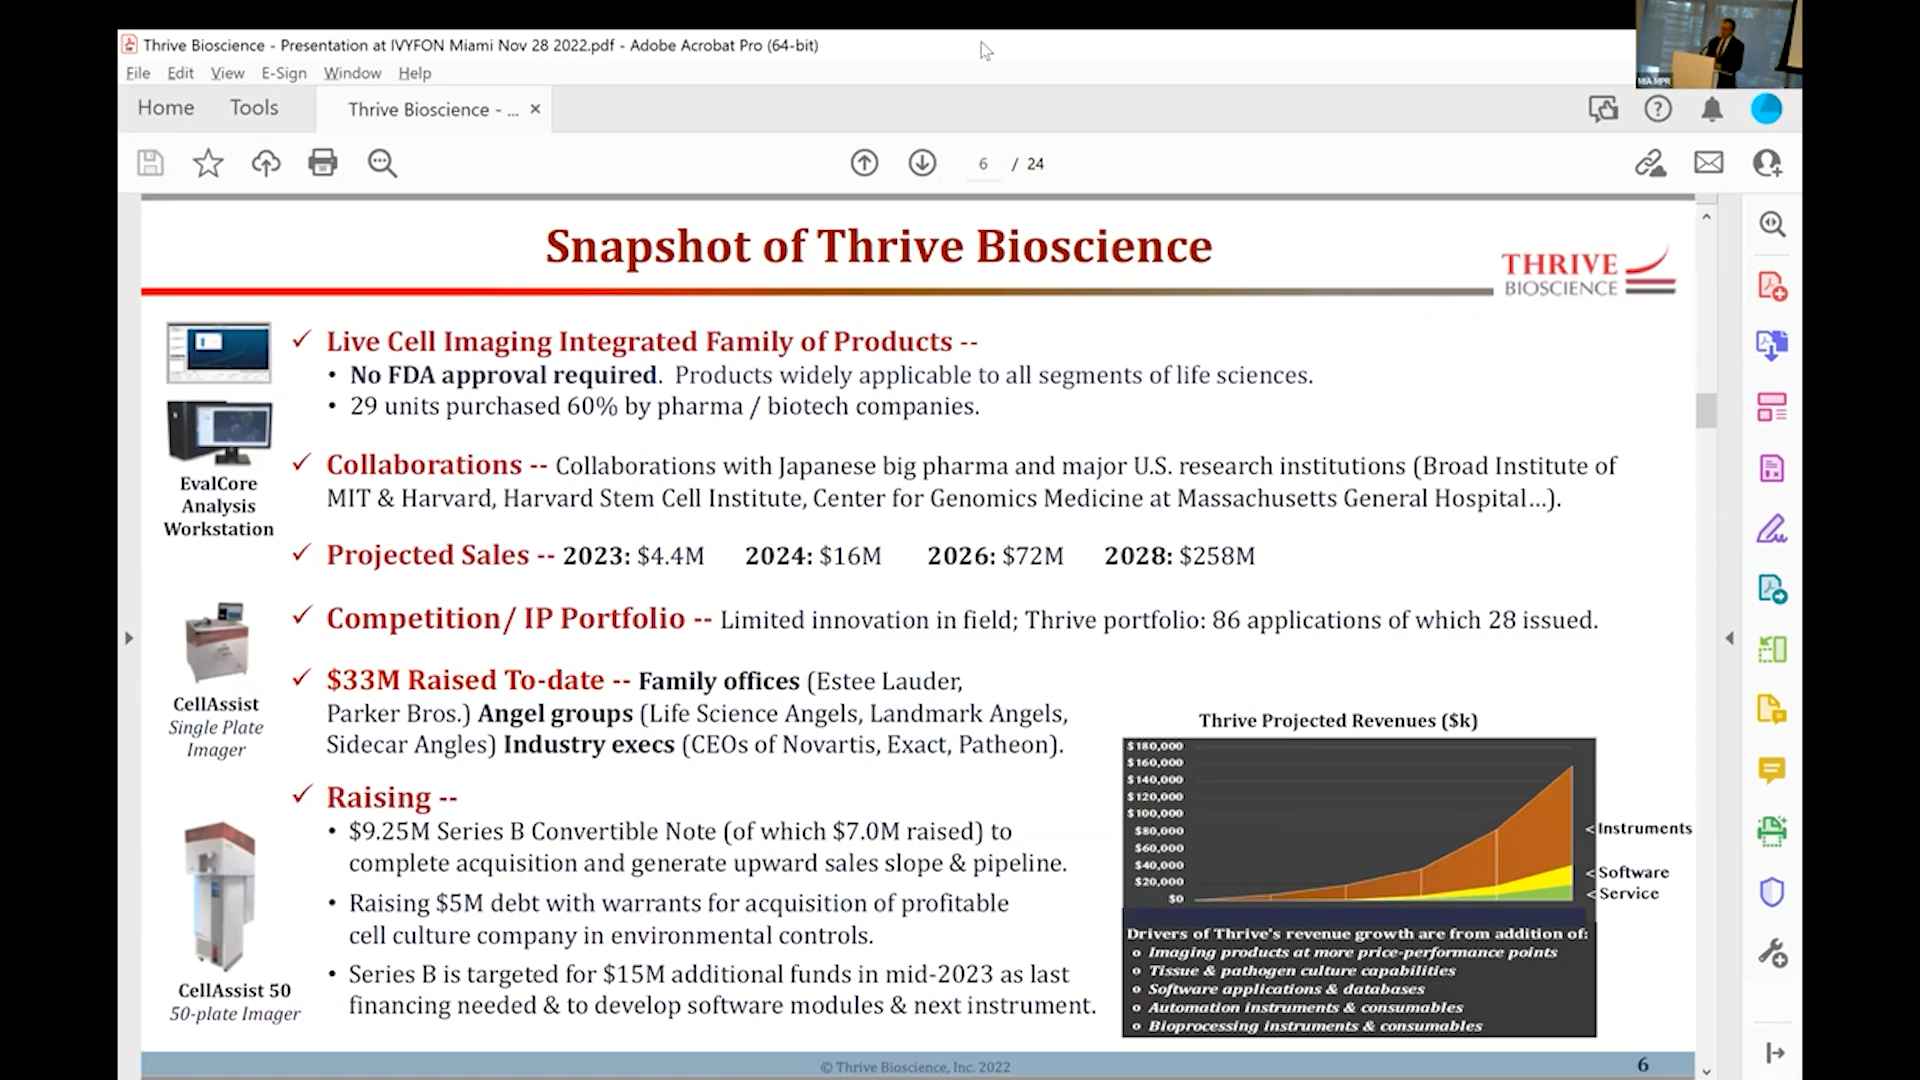 Thrive Bioscience - Presentation at IVYFON Miami Nov 28 2022.pdf - Adobe Acrobat Pro (64-bit)
File Edit View E-Sign Window Help
MIA MPR
Home Tools Thrive Bioscience - ... ×
6 / 24
Snapshot of Thrive Bioscience
THRIVE
BIOSCIENCE
✓ Live Cell Imaging Integrated Family of Products --
• No FDA approval required. Products widely applicable to all segments of life sciences.
• 29 units purchased 60% by pharma / biotech companies.
EvalCore
Analysis
Workstation
✓ Collaborations -- Collaborations with Japanese big pharma and major U.S. research institutions (Broad Institute of
MIT & Harvard, Harvard Stem Cell Institute, Center for Genomics Medicine at Massachusetts General Hospital...).
✓ Projected Sales -- 2023: $4.4M 2024: $16M 2026: $72M 2028: $258M
✓ Competition/ IP Portfolio -- Limited innovation in field; Thrive portfolio: 86 applications of which 28 issued.
CellAssist
Single Plate
Imager
✓ $33M Raised To-date -- Family offices (Estee Lauder,
Parker Bros.) Angel groups (Life Science Angels, Landmark Angels,
Sidecar Angles) Industry execs (CEOs of Novartis, Exact, Patheon).
✓ Raising --
• $9.25M Series B Convertible Note (of which $7.0M raised) to
complete acquisition and generate upward sales slope & pipeline.
• Raising $5M debt with warrants for acquisition of profitable
cell culture company in environmental controls.
• Series B is targeted for $15M additional funds in mid-2023 as last
financing needed & to develop software modules & next instrument.
CellAssist 50
50-plate Imager
Thrive Projected Revenues ($k)
$180,000
$160,000
$140,000
$120,000
$100,000
$80,000
$60,000
$40,000
$20,000
$0
<Instruments
<Software
<Service
Drivers of Thrive's revenue growth are from addition of:
o Imaging products at more price-performance points
o Tissue & pathogen culture capabilities
o Software applications & databases
o Automation instruments & consumables
o Bioprocessing instruments & consumables
© Thrive Bioscience, Inc. 2022
6